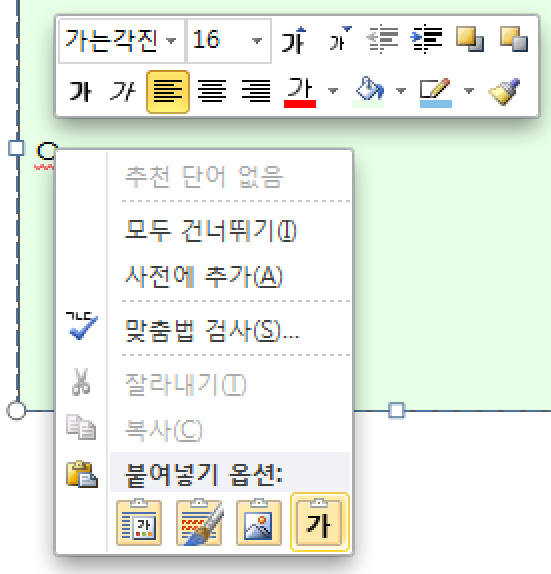 가는각진 16 가 가
가 가 가
추천 단어 없음
모두 건너뛰기(I)
사전에 추가(A)
맞춤법 검사(S)...
잘라내기(T)
복사(C)
붙여넣기 옵션:
가 가